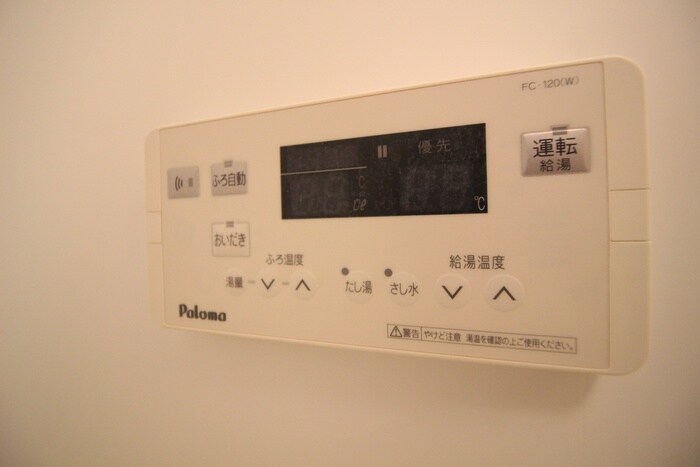 FC-120(W)
優先
運転
給湯
ふろ自動
℃
おいだき
ふろ温度
給湯温度
湯量
たし湯
さし水
Paloma
警告 やけど注意 湯温を確認の上ご使用ください。